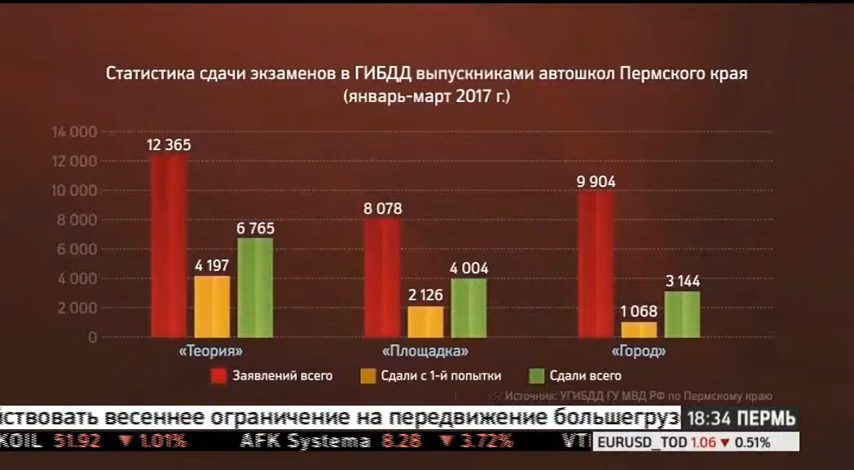 Статистика сдачи экзаменов в ГИБДД выпускниками автошкол Пермского края
(январь-март 2017 г.)
14 000
12 000
10 000
8 000
6 000
4 000
2 000
0
12 365
4 197
6 765
8 078
2 126
4 004
9 904
1 068
3 144
«Теория» «Площадка» «Город»
Заявлений всего Сдали с 1-й попытки Сдали всего
Источник: УГИБДД ГУ МВД РФ по Пермскому краю
йствовать весеннее ограничение на передвижение большегруз 18:34 ПЕРМЬ
KOIL 51.92 ▼ 1.01% AFK Systema 8.28 ▼ 3.72% VTI EURUSD_TOD 1.06 ▼ 0.51%